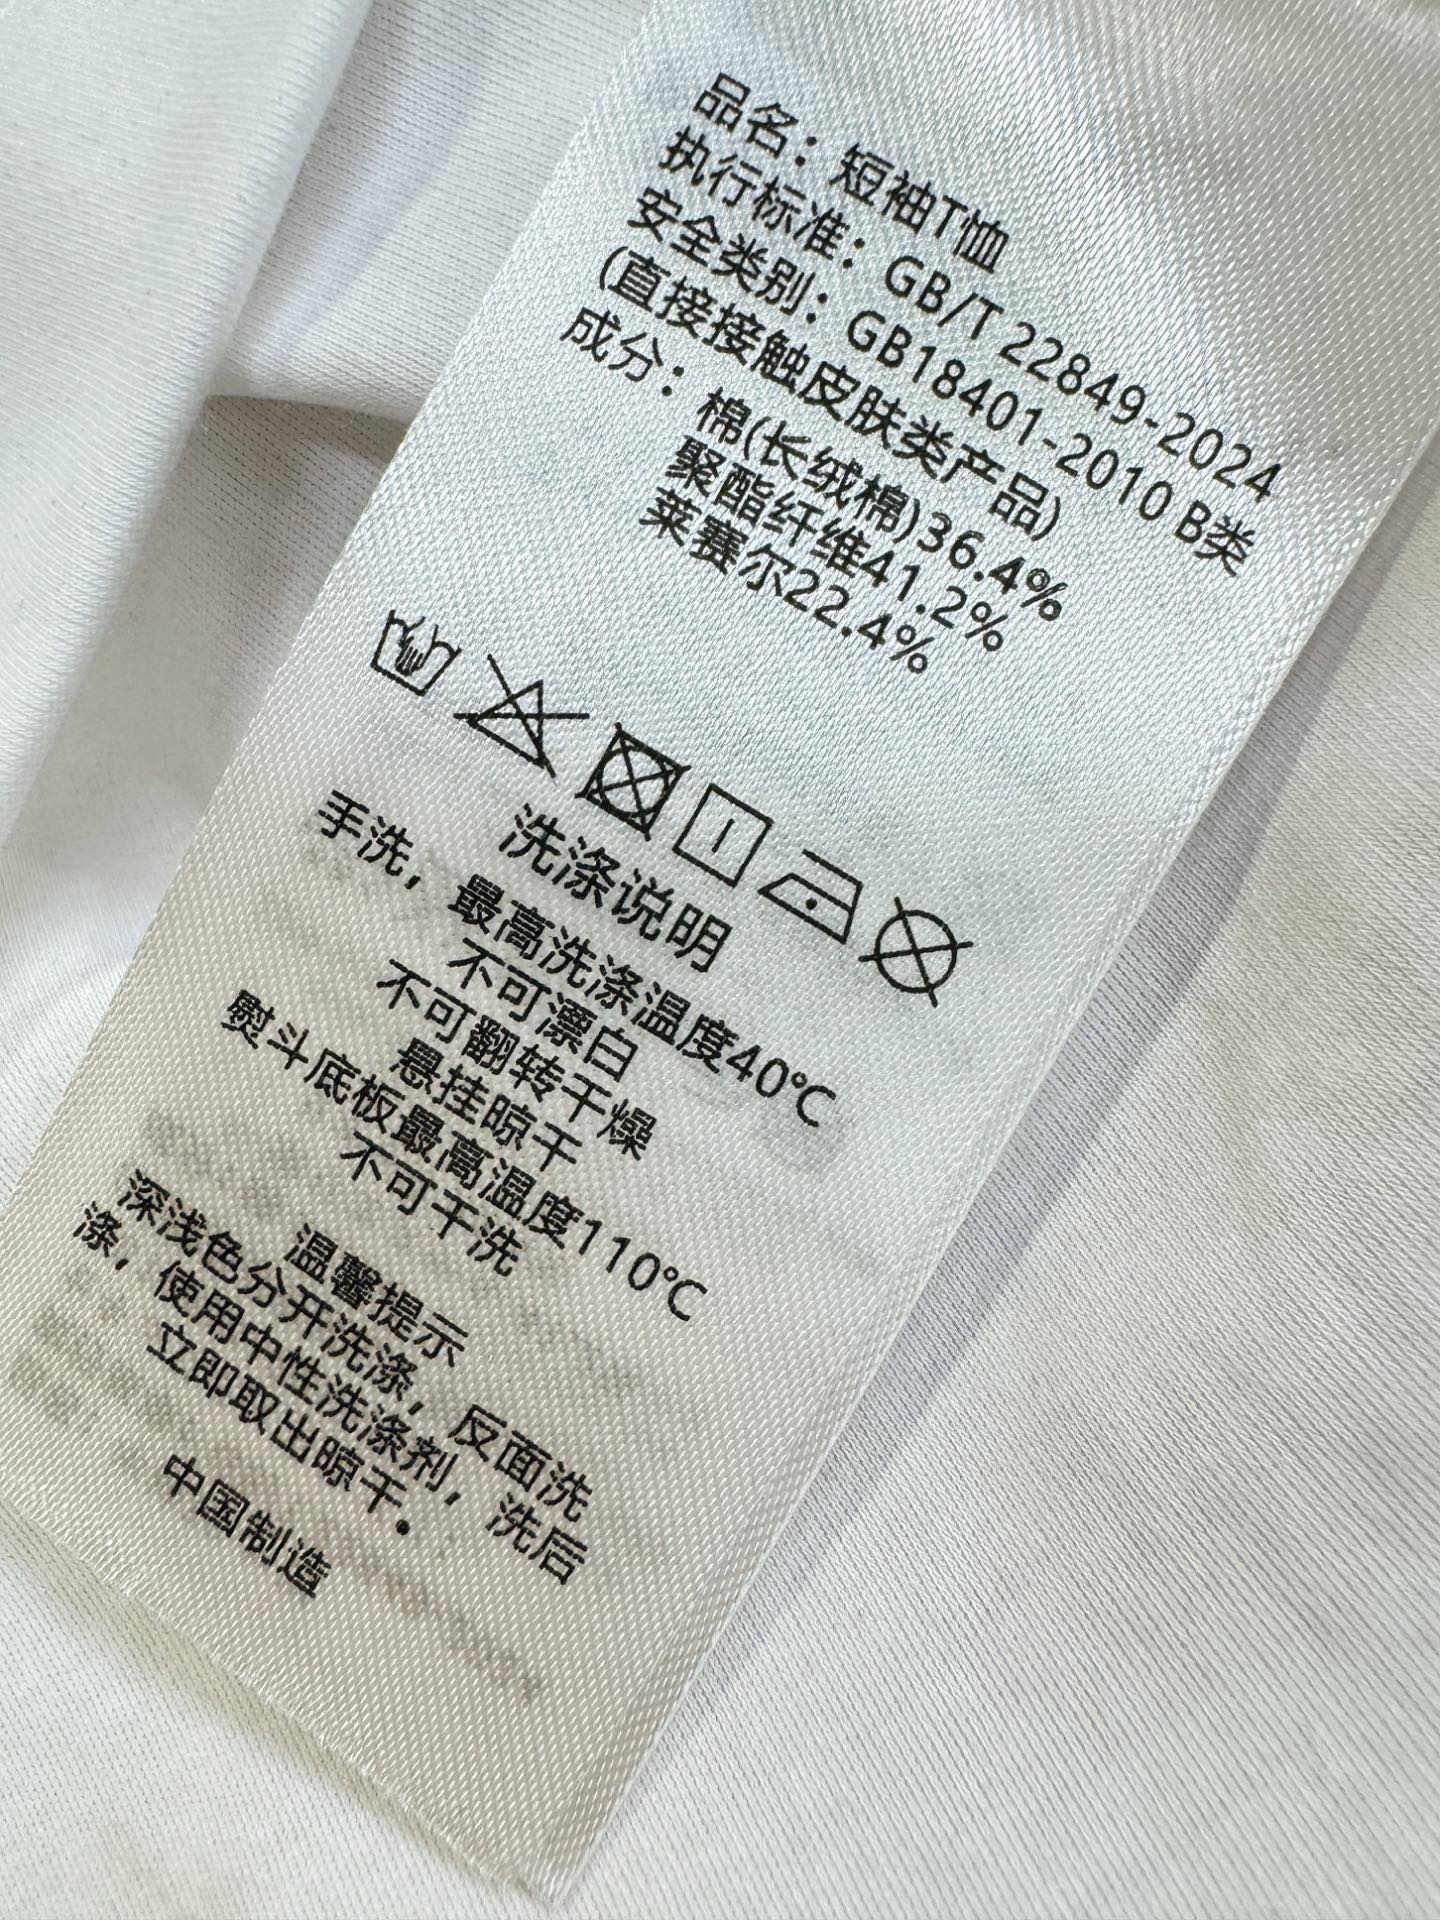 品名：短袖T恤
执行标准：GB/T 22849-2024
安全类别：GB18401-2010 B类
(直接接触皮肤类产品)
成分：棉(长绒棉)36.4%
聚酯纤维41.2%
莱赛尔22.4%
洗涤说明
手洗，最高洗涤温度40℃
不可漂白
不可翻转干燥
悬挂晾干
熨斗底板最高温度110℃
不可干洗
温馨提示
深浅色分开洗涤，反面洗
涤，使用中性洗涤剂，洗后
立即取出晾干。
中国制造